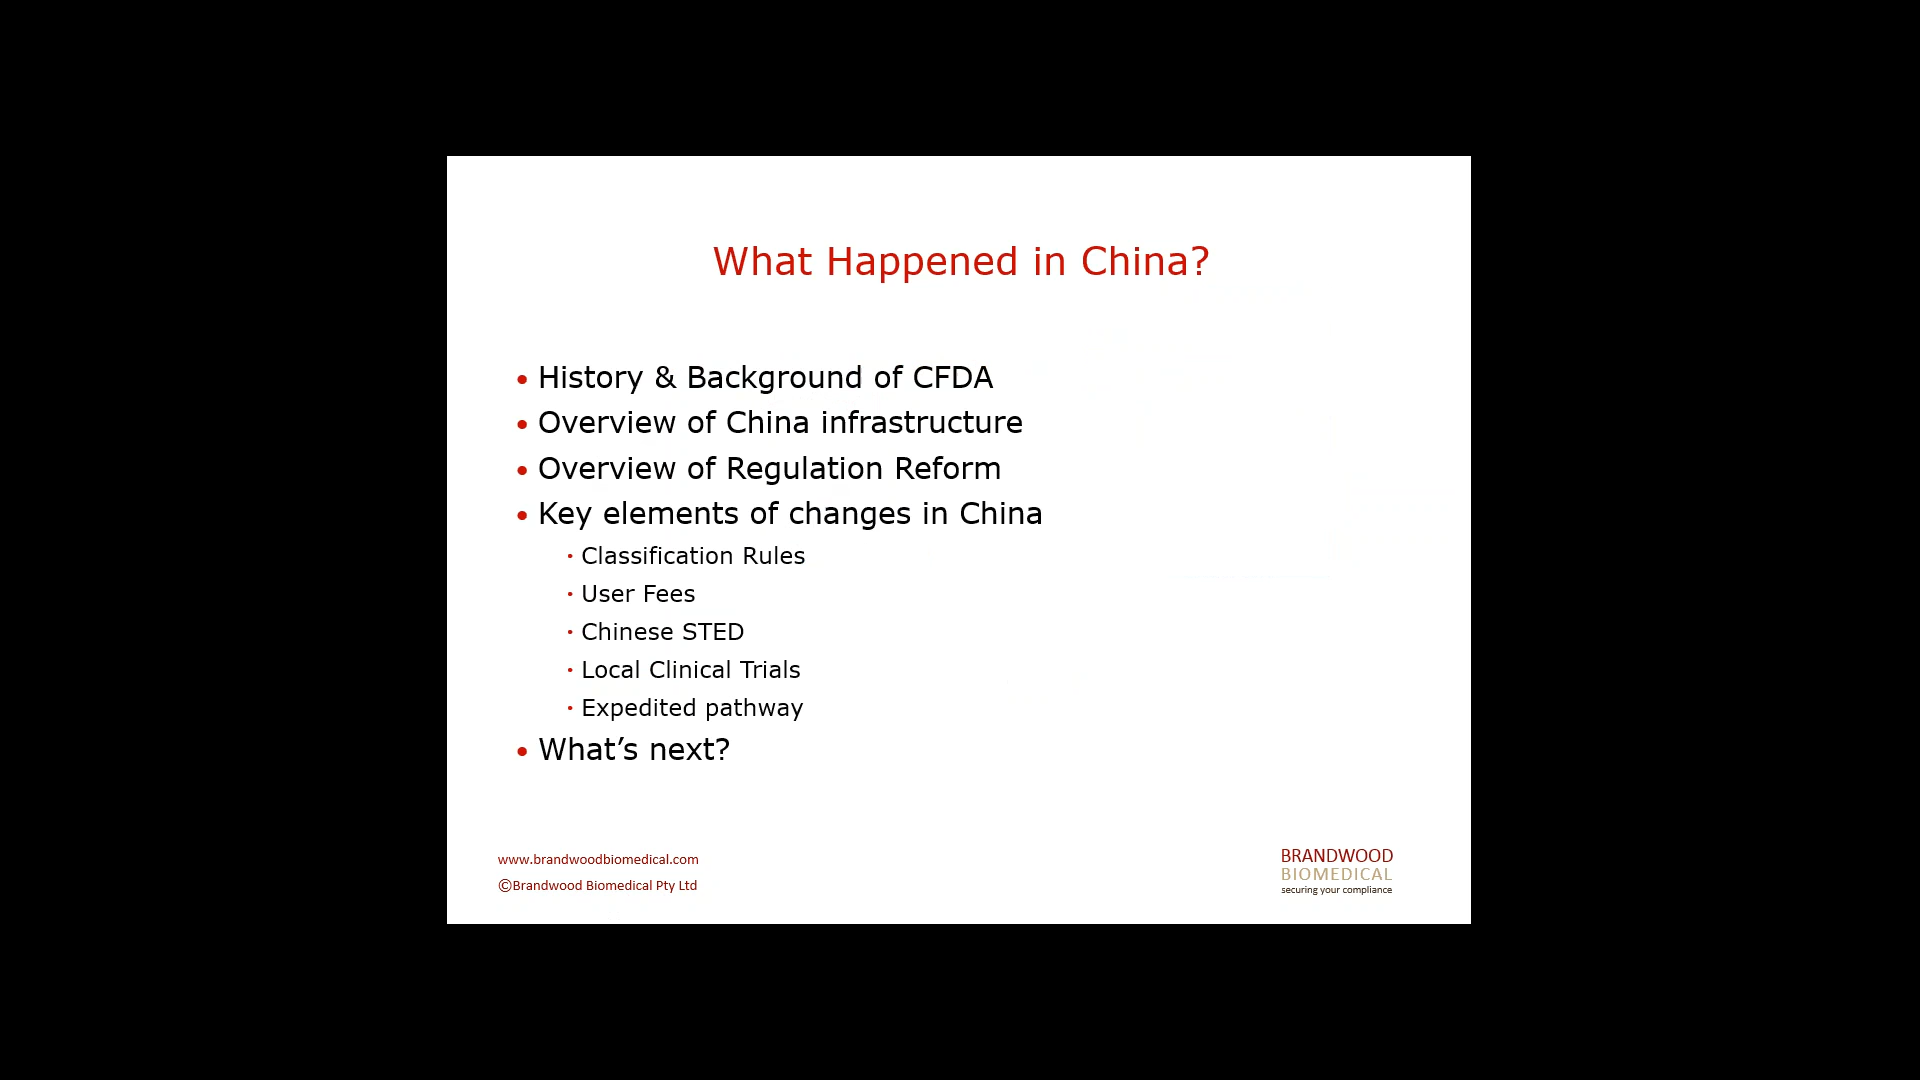 What Happened in China?
• History & Background of CFDA
• Overview of China infrastructure
• Overview of Regulation Reform
• Key elements of changes in China
• Classification Rules
• User Fees
• Chinese STED
• Local Clinical Trials
• Expedited pathway
• What’s next?
www.brandwoodbiomedical.com
©Brandwood Biomedical Pty Ltd
BRANDWOOD
BIOMEDICAL
securing your compliance